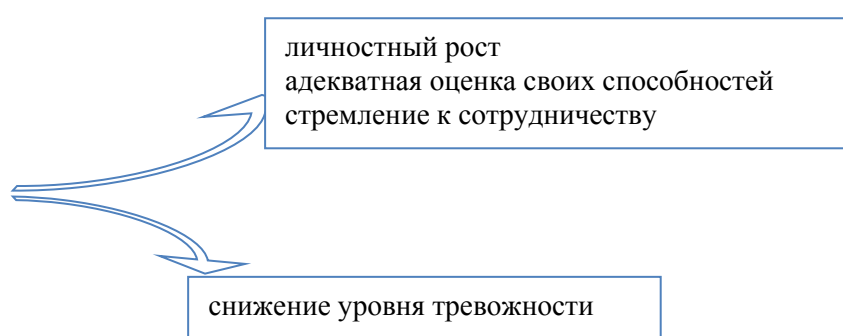 личностный рост
адекватная оценка своих способностей
стремление к сотрудничеству
снижение уровня тревожности